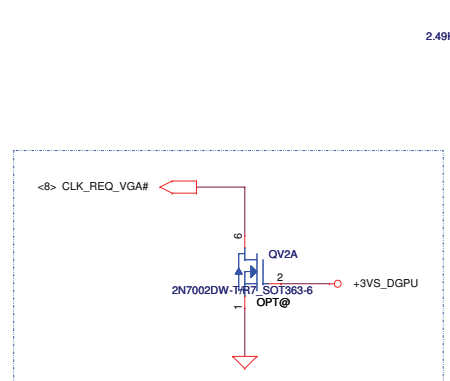 2.49
<8> CLK_REQ_VGA#
6
QV2A
2
+3VS_DGPU
2N7002DW-T/R7_SOT363-6
OPT@
1